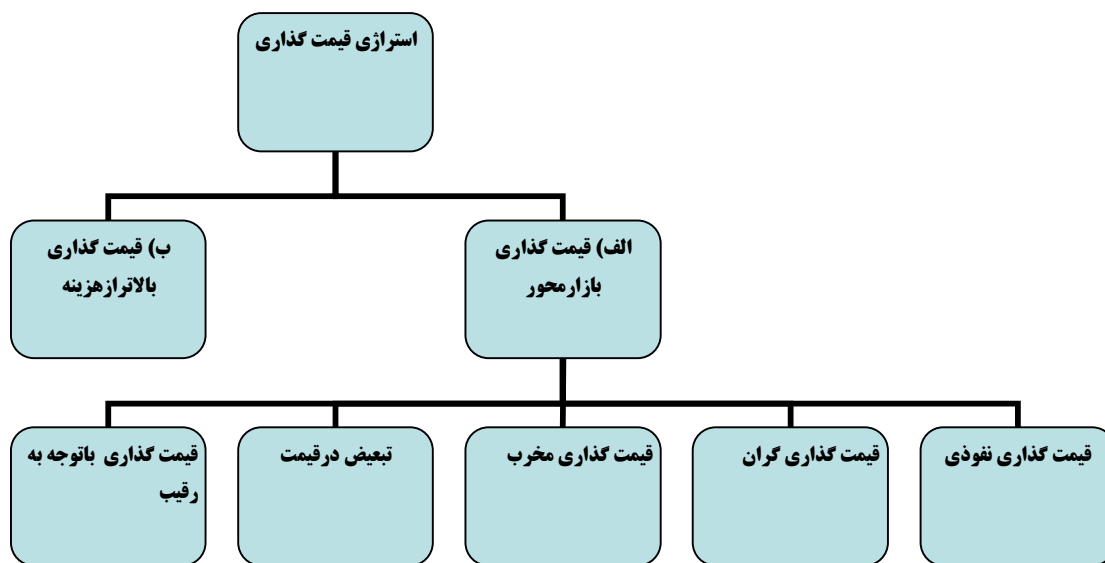 استراژی قیمت گذاری
الف) قیمت گذاری
بازارمحور
ب) قیمت گذاری
بالاترازهزینه
قیمت گذاری نفوذی
قیمت گذاری گران
قیمت گذاری مخرب
تبعیض درقیمت
قیمت گذاری باتوجه به
رقیب